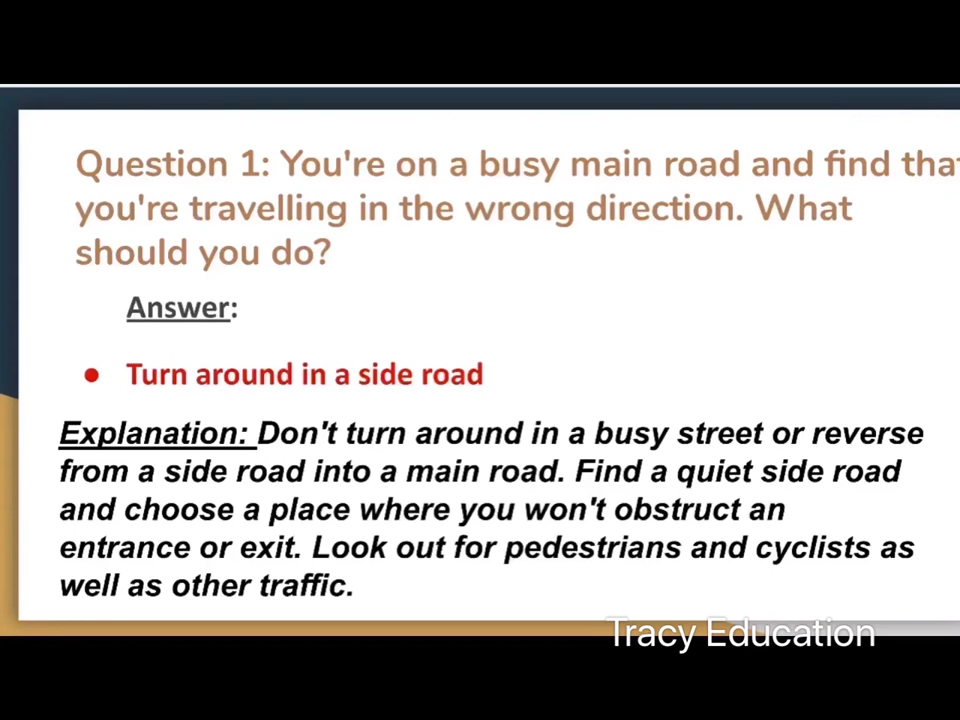 Question 1: You're on a busy main road and find that
you're travelling in the wrong direction. What
should you do?
Answer:
● Turn around in a side road
Explanation: Don't turn around in a busy street or reverse
from a side road into a main road. Find a quiet side road
and choose a place where you won't obstruct an
entrance or exit. Look out for pedestrians and cyclists as
well as other traffic.
Tracy Education